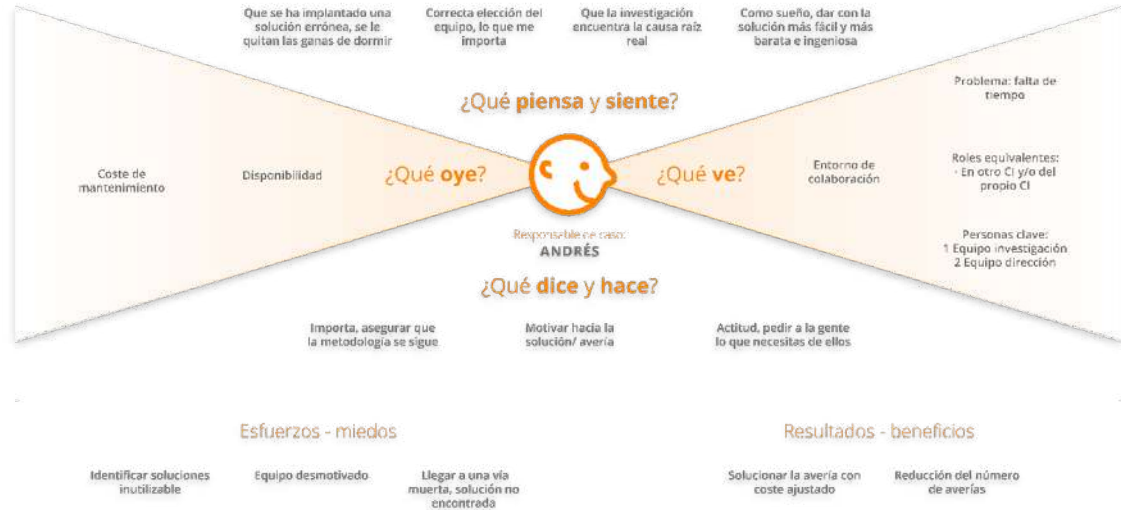 Que se ha implantado una
solución errónea, se le
quitan las ganas de dormir
Correcta elección del
equipo, lo que me
importa
Que la investigación
encuentra la causa raíz
real
Como sueño, dar con la
solución más fácil y más
barata e ingeniosa
¿Qué piensa y siente?
Coste de
mantenimiento
Disponibilidad
¿Qué oye?
¿Qué ve?
Entorno de
colaboración
Problema: falta de
tiempo
Roles equivalentes:
- En otro CI y/o del
propio CI
Personas clave:
1 Equipo investigación
2 Equipo dirección
Responsable de caso:
ANDRÉS
¿Qué dice y hace?
Importa, asegurar que
la metodología se sigue
Motivar hacia la
solución/ avería
Actitud, pedir a la gente
lo que necesitas de ellos
Esfuerzos - miedos
Identificar soluciones
inutilizable
Equipo desmotivado
Llegar a una vía
muerta, solución no
encontrada
Resultados - beneficios
Solucionar la avería con
coste ajustado
Reducción del número
de averías